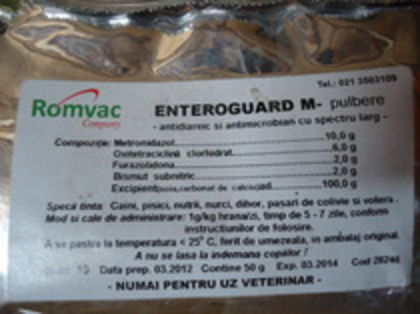 Tel.: 021 3503109
Romvac
Company
ENTEROGUARD M- pulbere
- antidiareic si antimicrobian cu spectru larg -
Compozitie: Metronidazol 10,0 g
Oxitetraciclina clorhidrat 6,0 g
Furazolidona 2,0 g
Bismut subnitric 2,0 g
Excipient carbonat de calciu 100,0 g
Specii tinta: Caini, pisici, nutrii, nurci, dihor, pasari de colivie si voliera.
Mod si cale de administrare: 1g/kg hrana/zi, timp de 5 - 7 zile, conform
instructiunilor de folosire.
A se pastra la temperatura < 25° C, ferit de umezeala, in ambalaj original.
A nu se lasa la indemana copiilor !
Data prep. 03.2012 Contine 50 g Exp. 03.2014 Cod 28246
- NUMAI PENTRU UZ VETERINAR -